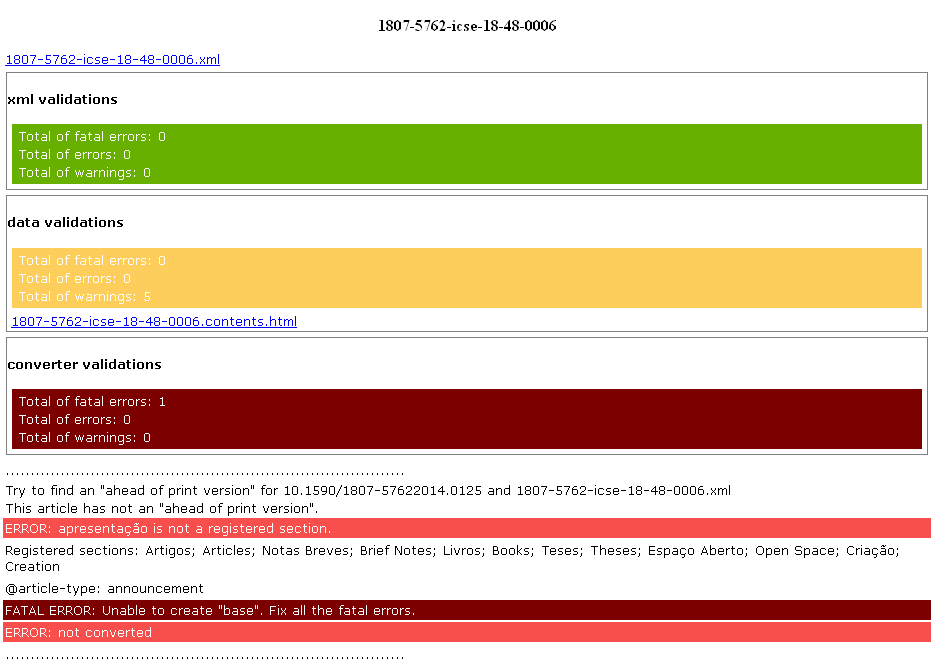 1807-5762-icse-18-48-0006
1807-5762-icse-18-48-0006.xml
xml validations
Total of fatal errors: 0
Total of errors: 0
Total of warnings: 0
data validations
Total of fatal errors: 0
Total of errors: 0
Total of warnings: 5
1807-5762-icse-18-48-0006.contents.html
converter validations
Total of fatal errors: 1
Total of errors: 0
Total of warnings: 0
................................................................................
Try to find an "ahead of print version" for 10.1590/1807-57622014.0125 and 1807-5762-icse-18-48-0006.xml
This article has not an "ahead of print version".
ERROR: apresentação is not a registered section.
Registered sections: Artigos; Articles; Notas Breves; Brief Notes; Livros; Books; Teses; Theses; Espaço Aberto; Open Space; Criação;
Creation
@article-type: announcement
FATAL ERROR: Unable to create "base". Fix all the fatal errors.
ERROR: not converted
................................................................................